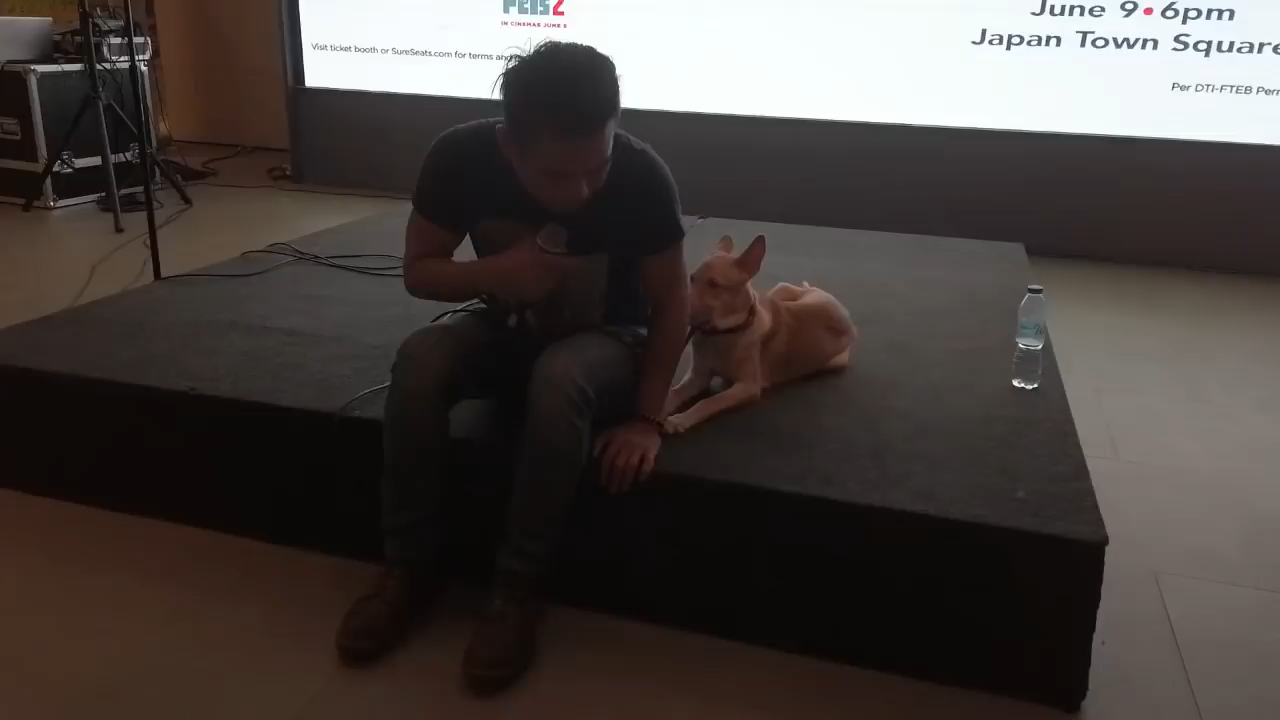 Pets 2
IN CINEMAS JUNE 5
Visit ticket booth or SureSeats.com for terms and
June 9•6pm
Japan Town Square
Per DTI-FTEB